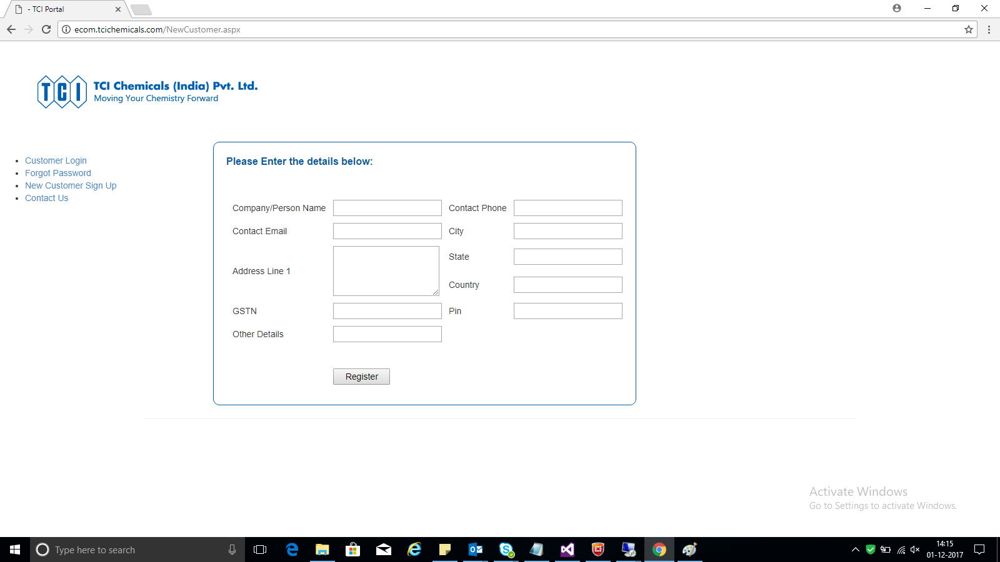 - TCI Portal
ecom.tcichemicals.com/NewCustomer.aspx
TCI
TCI Chemicals (India) Pvt. Ltd.
Moving Your Chemistry Forward
Customer Login
Forgot Password
New Customer Sign Up
Contact Us
Please Enter the details below:
Company/Person Name Contact Phone
Contact Email City
State
Address Line 1
Country
GSTN Pin
Other Details
Register
Activate Windows
Go to Settings to activate Windows.
Type here to search
14:15
01-12-2017